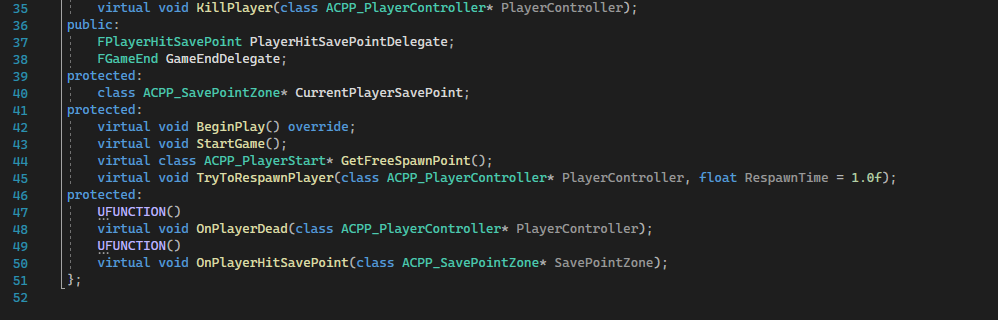 35 virtual void KillPlayer(class ACPP_PlayerController* PlayerController);
36 public:
37 FPlayerHitSavePoint PlayerHitSavePointDelegate;
38 FGameEnd GameEndDelegate;
39 protected:
40 class ACPP_SavePointZone* CurrentPlayerSavePoint;
41 protected:
42 virtual void BeginPlay() override;
43 virtual void StartGame();
44 virtual class ACPP_PlayerStart* GetFreeSpawnPoint();
45 virtual void TryToRespawnPlayer(class ACPP_PlayerController* PlayerController, float RespawnTime = 1.0f);
46 protected:
47 UFUNCTION()
48 virtual void OnPlayerDead(class ACPP_PlayerController* PlayerController);
49 UFUNCTION()
50 virtual void OnPlayerHitSavePoint(class ACPP_SavePointZone* SavePointZone);
51 };
52